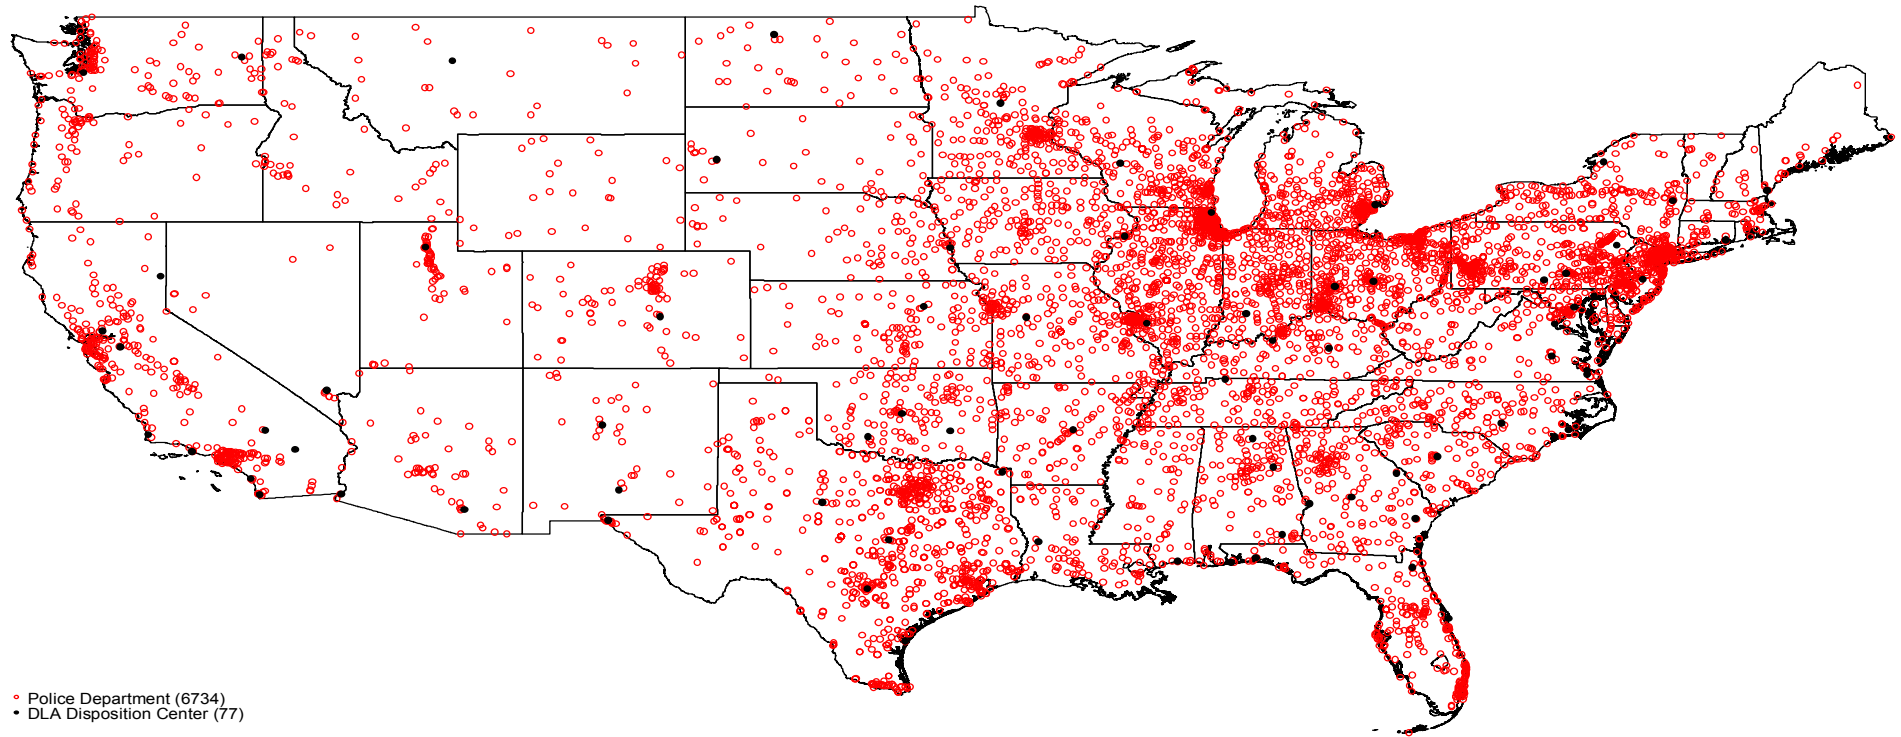 Police Department (6734)
DLA Disposition Center (77)